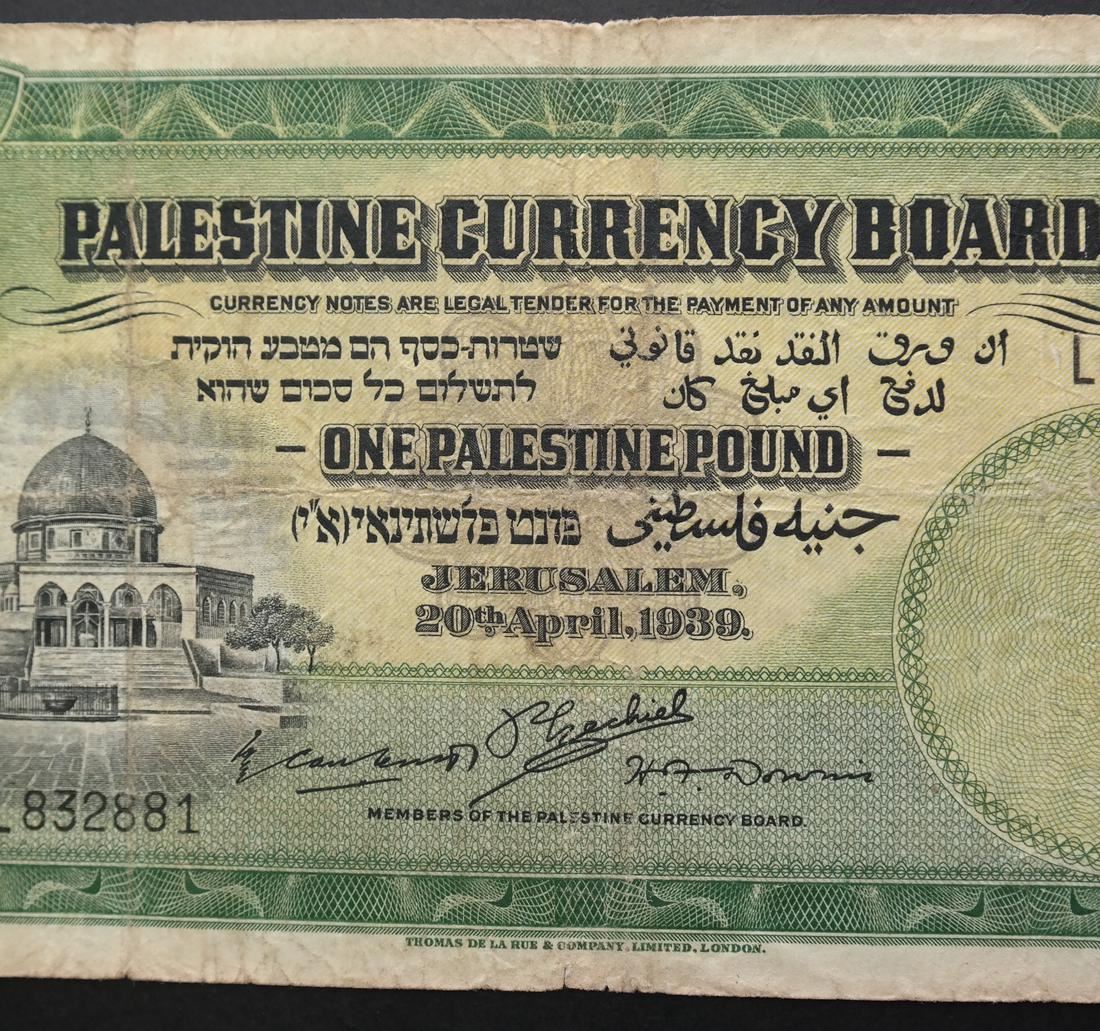 PALESTINE CURRENCY BOARD
CURRENCY NOTES ARE LEGAL TENDER FOR THE PAYMENT OF ANY AMOUNT
שטרות-כסף הם מטבע חוקית
לתשלום כל סכום שהוא
ان ورق النقد نقد قانوني
لدفع اي مبلغ كان
L
- ONE PALESTINE POUND -
פונט פלשתינאי (א"י)
جنيه فلسطيني
JERUSALEM,
20th April, 1939.
H.F. Downie
L832881
MEMBERS OF THE PALESTINE CURRENCY BOARD.
THOMAS DE LA RUE & COMPANY, LIMITED, LONDON.